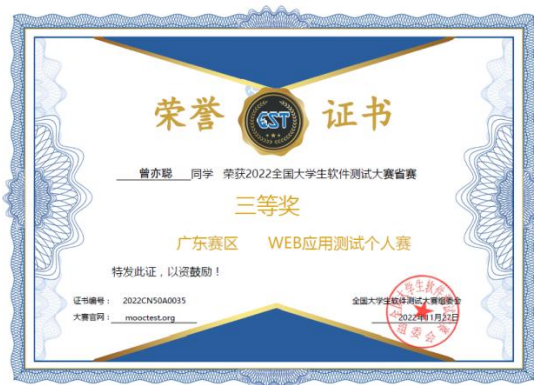 荣誉 CST 证书
曾亦聪 同学 荣获2022全国大学生软件测试大赛省赛
三等奖
广东赛区 WEB应用测试个人赛
特发此证，以资鼓励！
证书编号： 2022CN50A0035
全国大学生软件测试大赛组委会
大赛官网： mooctest.org
2022年11月27日